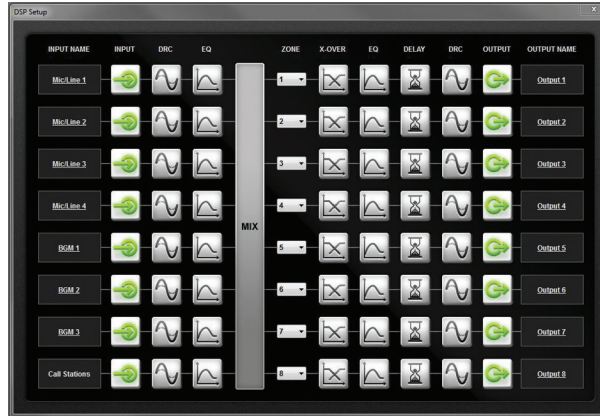 DSP Setup
x
INPUT NAME INPUT DRC EQ ZONE X-OVER EQ DELAY DRC OUTPUT OUTPUT NAME
Mic/Line 1 1 Output 1
Mic/Line 2 2 Output 2
Mic/Line 3 3 Output 3
Mic/Line 4 4 Output 4
MIX
BGM 1 5 Output 5
BGM 2 6 Output 6
BGM 3 7 Output 7
Call Stations 8 Output 8